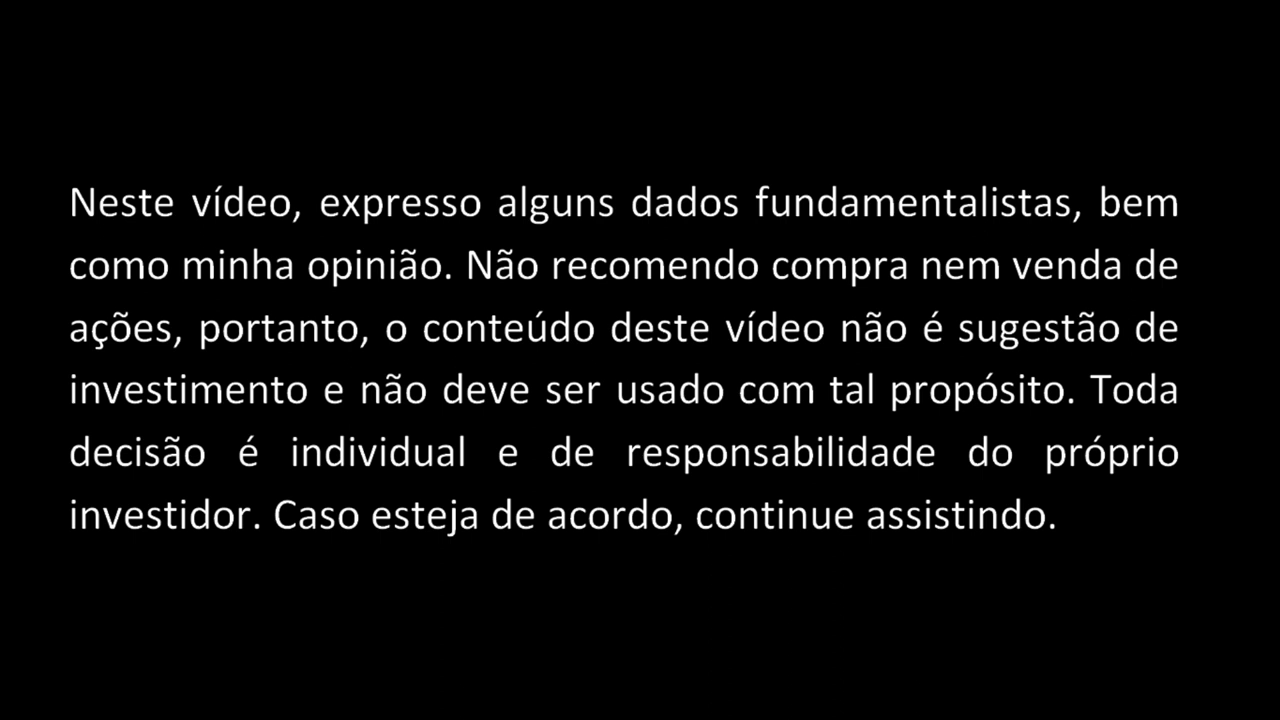 Neste vídeo, expresso alguns dados fundamentalistas, bem
como minha opinião. Não recomendo compra nem venda de
ações, portanto, o conteúdo deste vídeo não é sugestão de
investimento e não deve ser usado com tal propósito. Toda
decisão é individual e de responsabilidade do próprio
investidor. Caso esteja de acordo, continue assistindo.